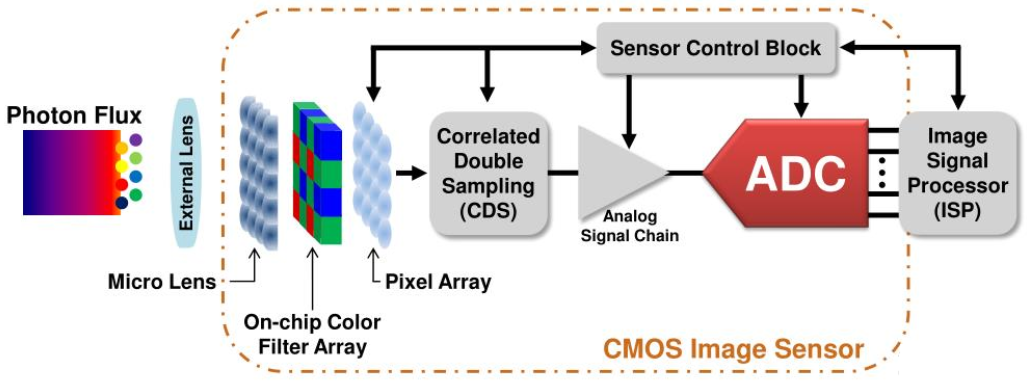 Sensor Control Block
Photon Flux
External Lens
Correlated
Double
Sampling
(CDS)
Analog
Signal Chain
ADC
Image
Signal
Processor
(ISP)
Micro Lens
On-chip Color
Filter Array
Pixel Array
CMOS Image Sensor